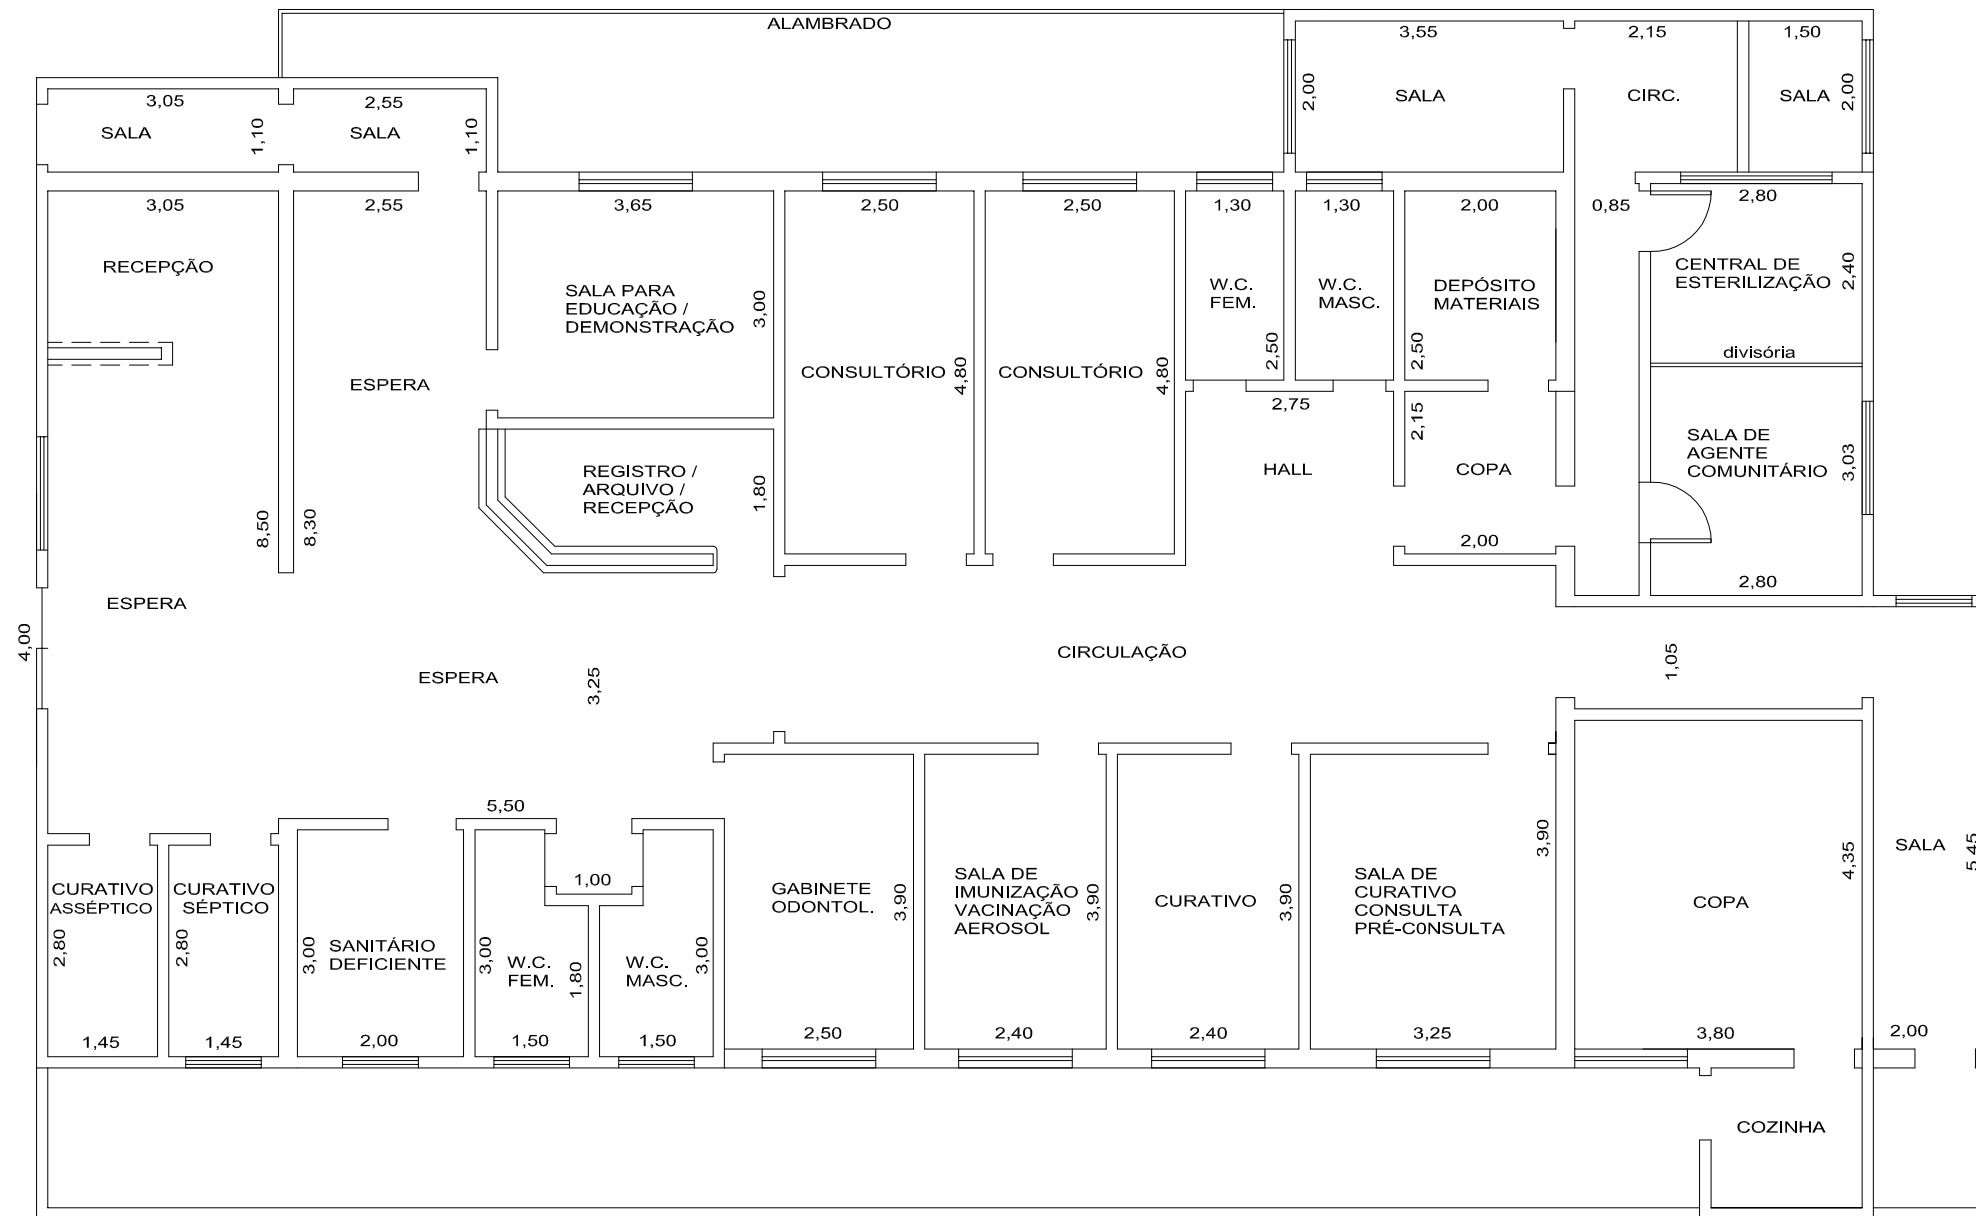 ALAMBRADO
3,55
2,15
1,50
2,00
SALA
CIRC.
SALA
2,00
3,05
SALA
1,10
2,55
SALA
1,10
3,05
RECEPÇÃO
2,55
3,65
SALA PARA
EDUCAÇÃO /
DEMONSTRAÇÃO
3,00
2,50
CONSULTÓRIO
4,80
2,50
CONSULTÓRIO
4,80
1,30
W.C.
FEM.
2,50
1,30
W.C.
MASC.
2,00
DEPÓSITO
MATERIAIS
2,50
0,85
2,80
CENTRAL DE
ESTERILIZAÇÃO
2,40
divisória
ESPERA
2,75
2,15
HALL
COPA
2,00
SALA DE
AGENTE
COMUNITÁRIO
3,03
2,80
REGISTRO /
ARQUIVO /
RECEPÇÃO
1,80
8,50
8,30
ESPERA
4,00
ESPERA
3,25
CIRCULAÇÃO
1,05
5,50
CURATIVO
ASSÉPTICO
2,80
1,45
CURATIVO
SÉPTICO
2,80
1,45
3,00
SANITÁRIO
DEFICIENTE
2,00
1,00
3,00
W.C.
FEM.
1,80
1,50
W.C.
MASC.
3,00
1,50
GABINETE
ODONTOL.
3,90
2,50
SALA DE
IMUNIZAÇÃO
VACINAÇÃO
AEROSOL
3,90
2,40
CURATIVO
3,90
2,40
SALA DE
CURATIVO
CONSULTA
PRÉ-C0NSULTA
3,90
3,25
COPA
4,35
3,80
SALA
5,45
2,00
COZINHA